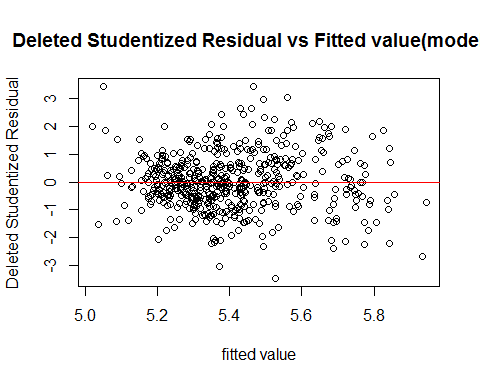 Deleted Studentized Residual vs Fitted value(mode
Deleted Studentized Residual
3
2
1
0
-1
-2
-3
5.0 5.2 5.4 5.6 5.8
fitted value